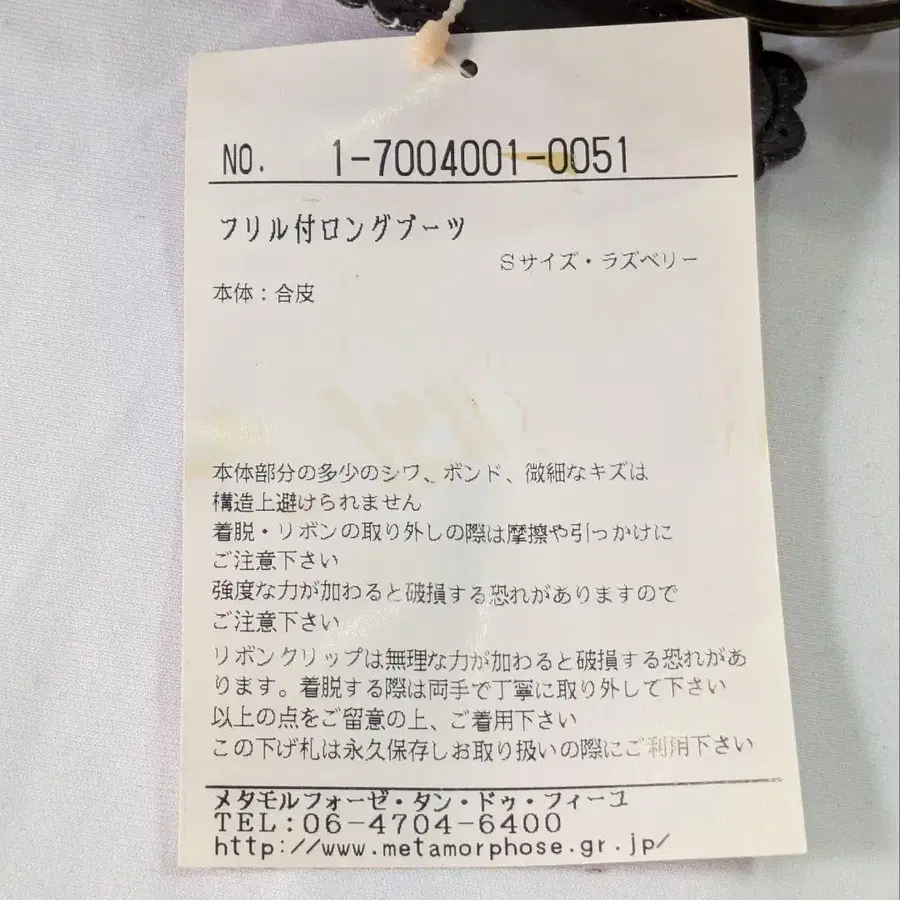 NO. 1-7004001-0051
フリル付ロングブーツ
Sサイズ・ラズベリー
本体：合皮
本体部分の多少のシワ、ボンド、微細なキズは
構造上避けられません
着脱・リボンの取り外しの際は摩擦や引っかけに
ご注意下さい
強度な力が加わると破損する恐れがありますので
ご注意下さい
リボンクリップは無理な力が加わると破損する恐れがあ
ります。着脱する際は両手で丁寧に取り外して下さい
以上の点をご留意の上、ご着用下さい
この下げ札は永久保存しお取り扱いの際にご利用下さい
メタモルフォーゼ・タン・ドゥ・フィーユ
TEL:06-4704-6400
http://www.metamorphose.gr.jp/